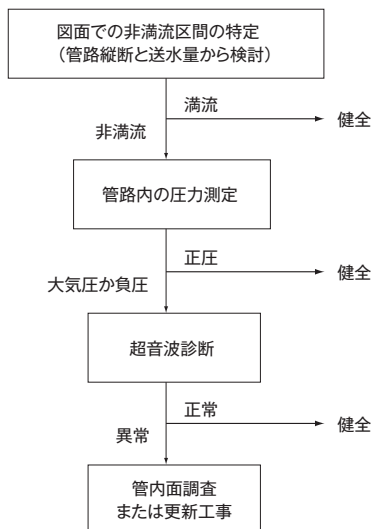 図面での非満流区間の特定
（管路縦断と送水量から検討）
満流
健全
非満流
管路内の圧力測定
正圧
健全
大気圧か負圧
超音波診断
正常
健全
異常
管内面調査
または更新工事